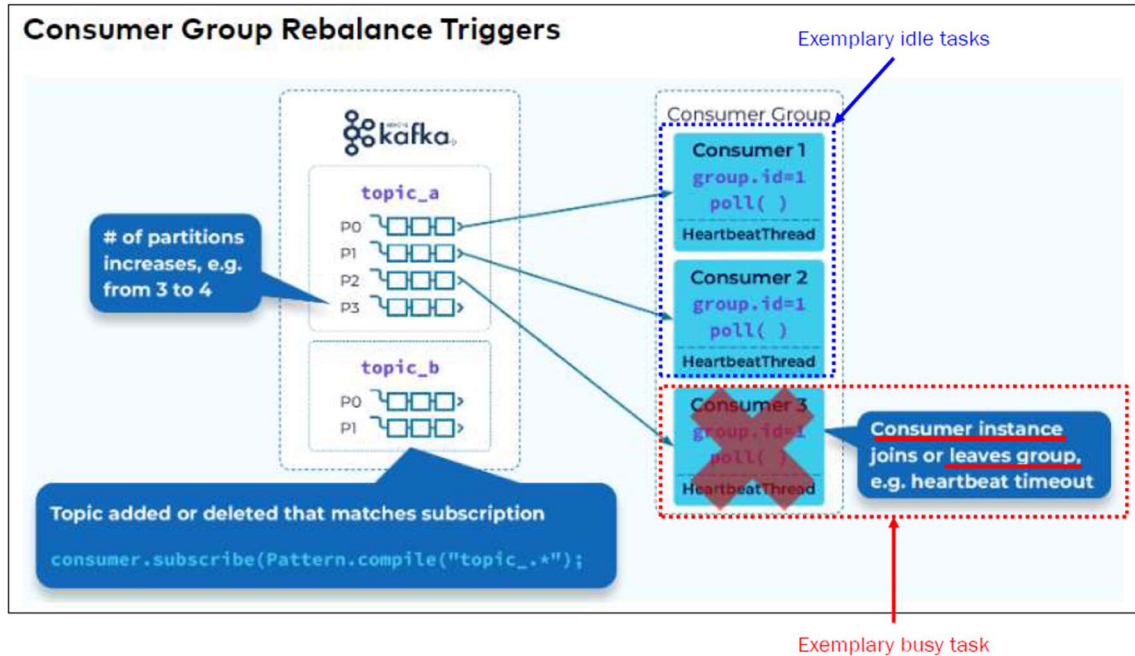 Consumer Group Rebalance Triggers
Exemplary idle tasks
kafka
Consumer Group
topic_a
P0
P1
P2
P3
# of partitions
increases, e.g.
from 3 to 4
topic_b
P0
P1
Topic added or deleted that matches subscription
consumer.subscribe(Pattern.compile("topic_.*");
Consumer 1
group.id=1
poll( )
HeartbeatThread
Consumer 2
group.id=1
poll( )
HeartbeatThread
Consumer 3
group.id=1
poll( )
HeartbeatThread
Consumer instance
joins or leaves group,
e.g. heartbeat timeout
Exemplary busy task